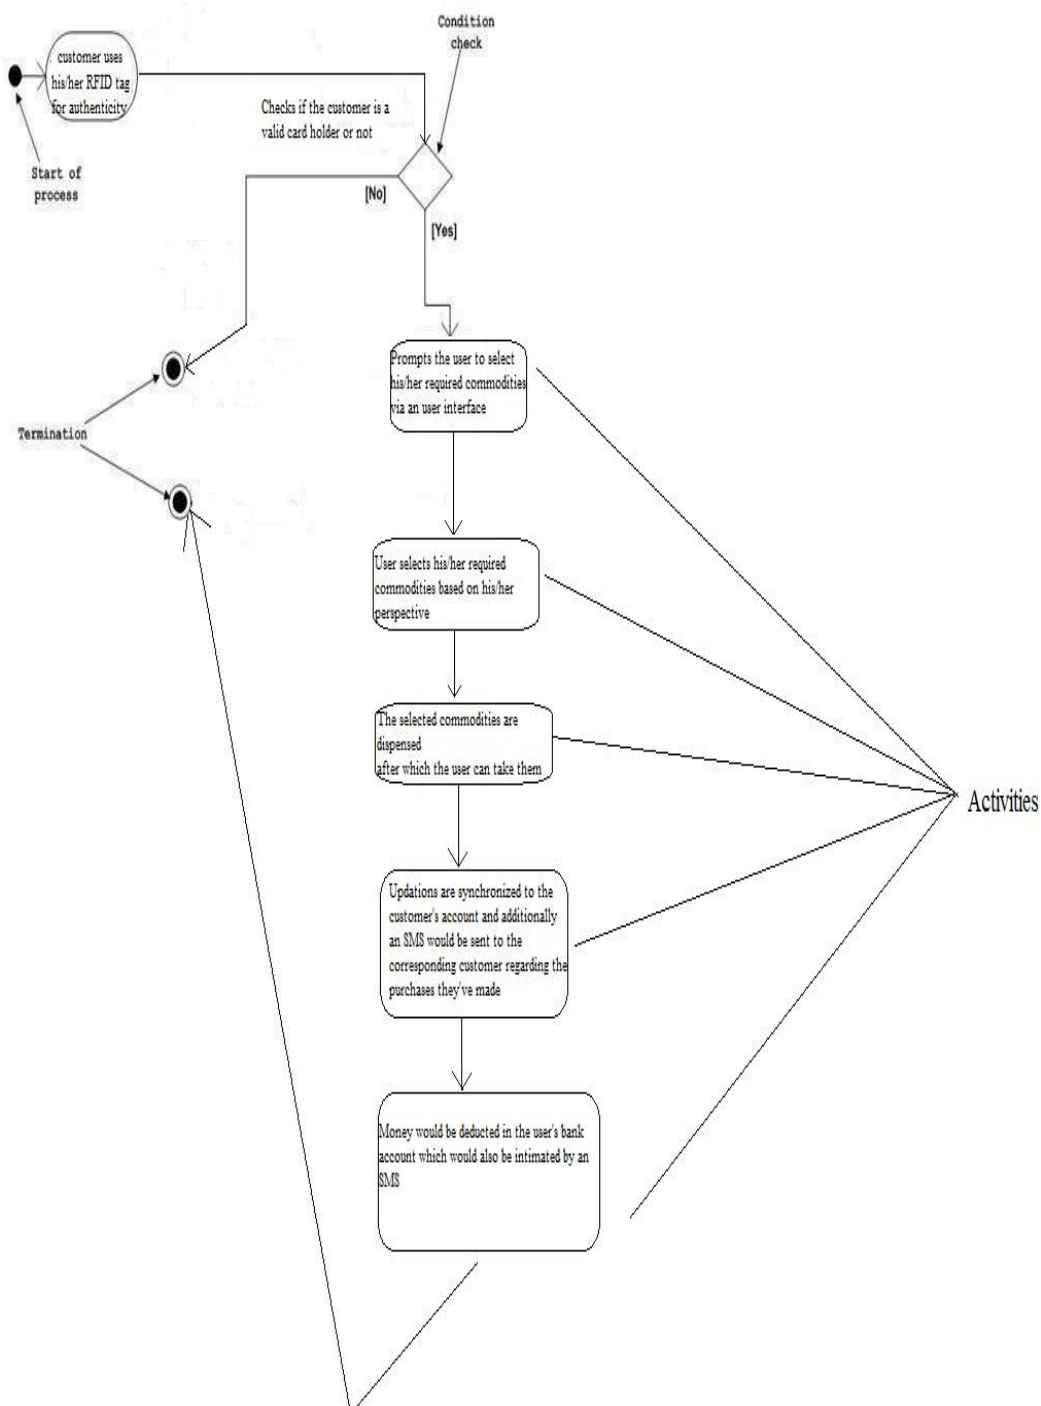 Condition
check
customer uses
his/her RFID tag
for authenticity
Checks if the customer is a
valid card holder or not
Start of
process
[No]
[Yes]
Prompts the user to select
his/her required commodities
via an user interface
Termination
User selects his/her required
commodities based on his/her
perspective
The selected commodities are
dispensed
after which the user can take them
Activities
Updations are synchronized to the
customer's account and additionally
an SMS would be sent to the
corresponding customer regarding the
purchases they've made
Money would be deducted in the user's bank
account which would also be intimated by an
SMS